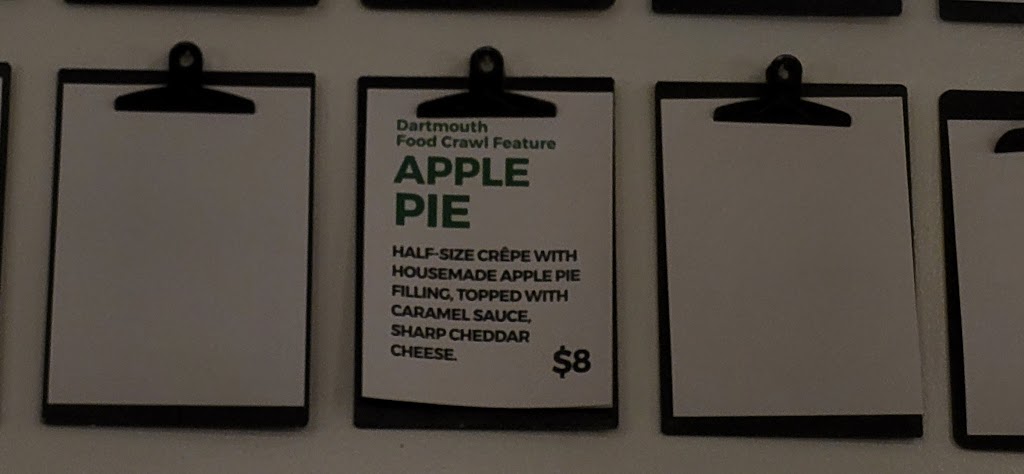 Dartmouth
Food Crawl Feature
APPLE
PIE
HALF-SIZE CRÊPE WITH
HOUSEMADE APPLE PIE
FILLING, TOPPED WITH
CARAMEL SAUCE,
SHARP CHEDDAR
CHEESE.
$8